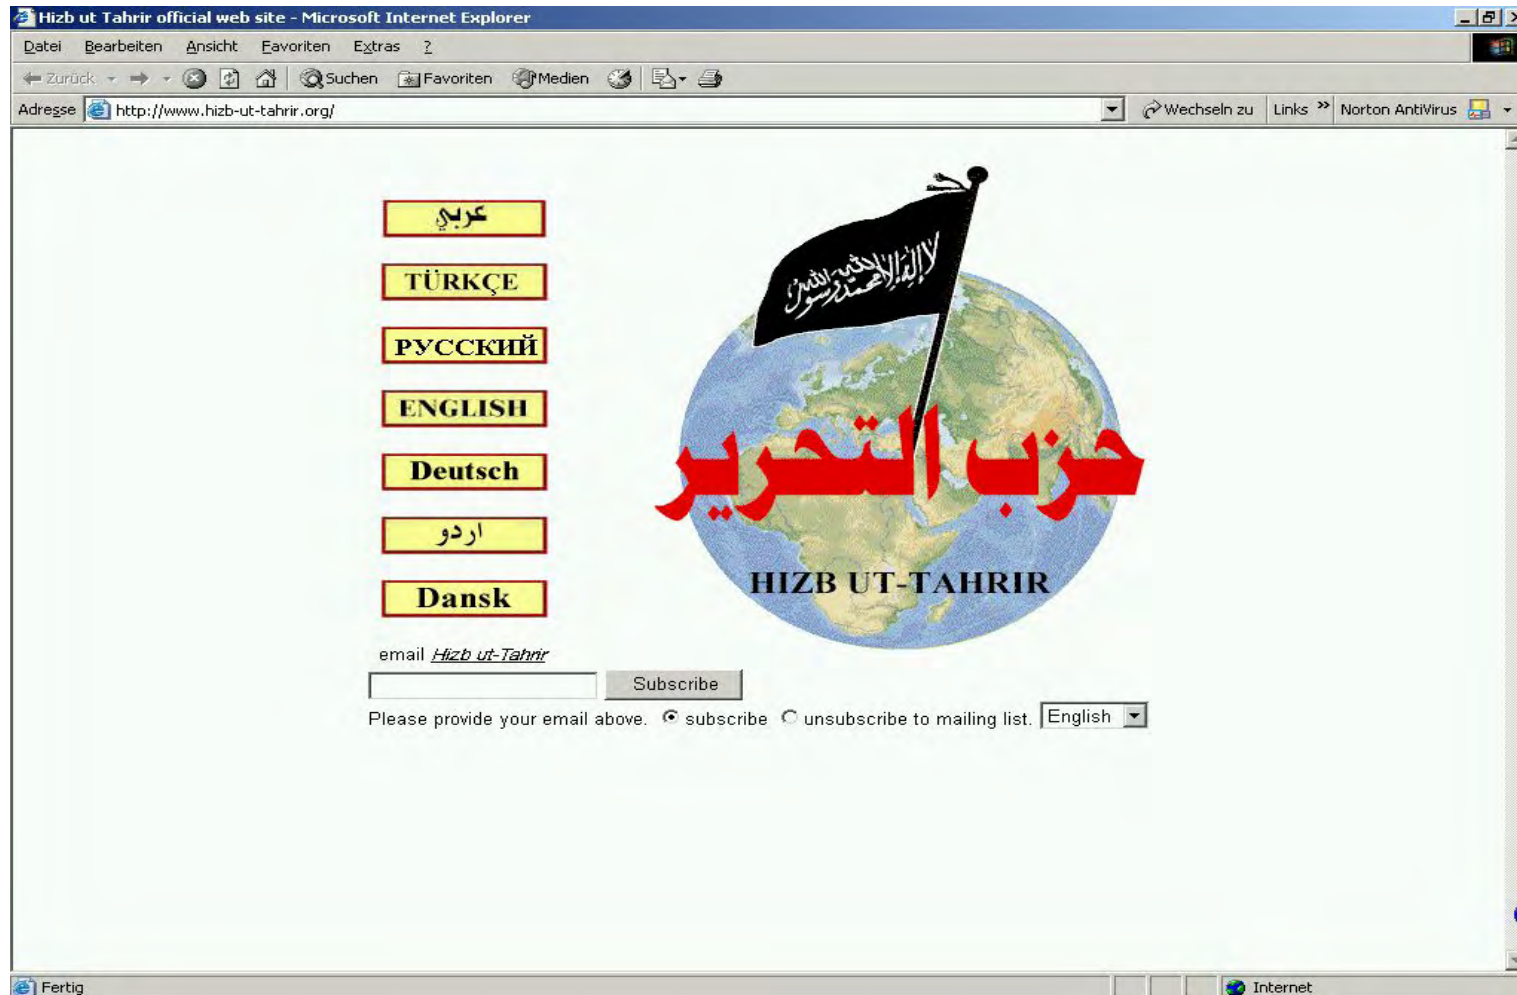 Hizb ut Tahrir official web site - Microsoft Internet Explorer
Datei Bearbeiten Ansicht Favoriten Extras ?
Zurück Suchen Favoriten Medien
Adresse http://www.hizb-ut-tahrir.org/ Wechseln zu Links » Norton AntiVirus
عربي
TÜRKÇE
РУССКИЙ
ENGLISH
Deutsch
اردو
Dansk
لا إله إلا الله محمد رسول الله
حزب التحرير
HIZB UT-TAHRIR
email Hizb ut-Tahrir
Subscribe
Please provide your email above. subscribe unsubscribe to mailing list. English
Fertig Internet